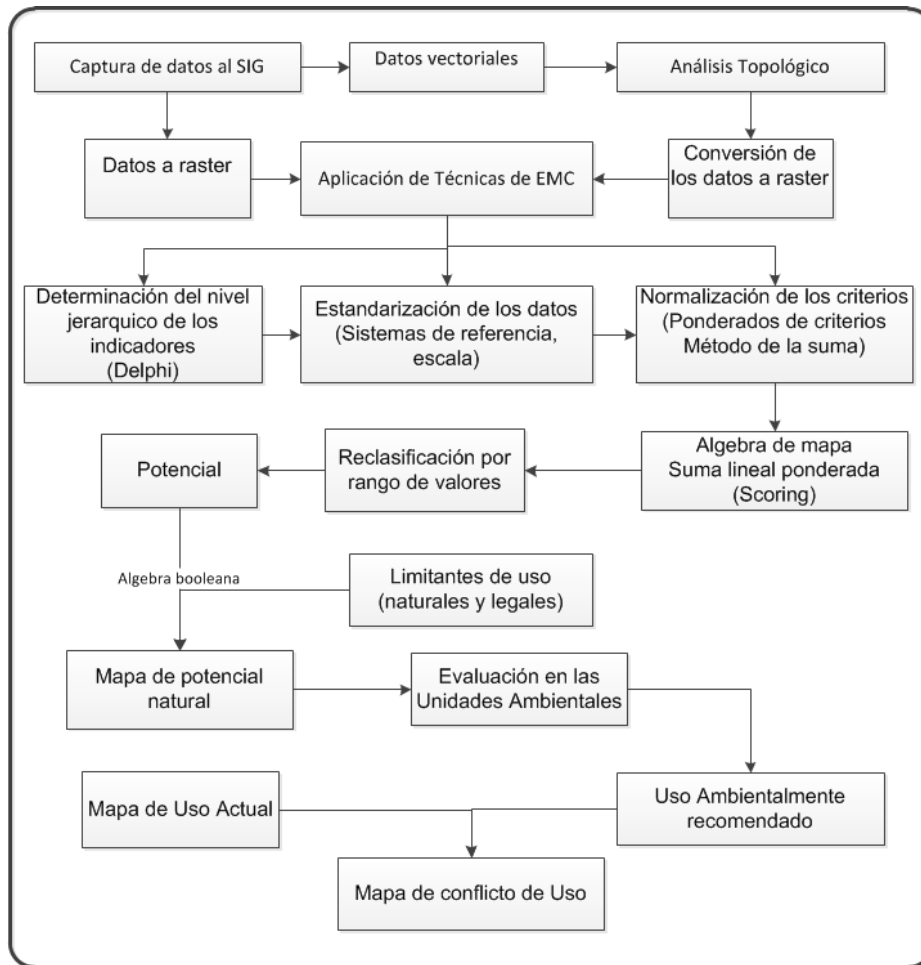 Captura de datos al SIG
Datos vectoriales
Análisis Topológico
Datos a raster
Aplicación de Técnicas de EMC
Conversión de
los datos a raster
Determinación del nivel
jerarquico de los
indicadores
(Delphi)
Estandarización de los datos
(Sistemas de referencia,
escala)
Normalización de los criterios
(Ponderados de criterios
Método de la suma)
Potencial
Reclasificación por
rango de valores
Algebra de mapa
Suma lineal ponderada
(Scoring)
Algebra booleana
Limitantes de uso
(naturales y legales)
Mapa de potencial
natural
Evaluación en las
Unidades Ambientales
Mapa de Uso Actual
Uso Ambientalmente
recomendado
Mapa de conflicto de Uso